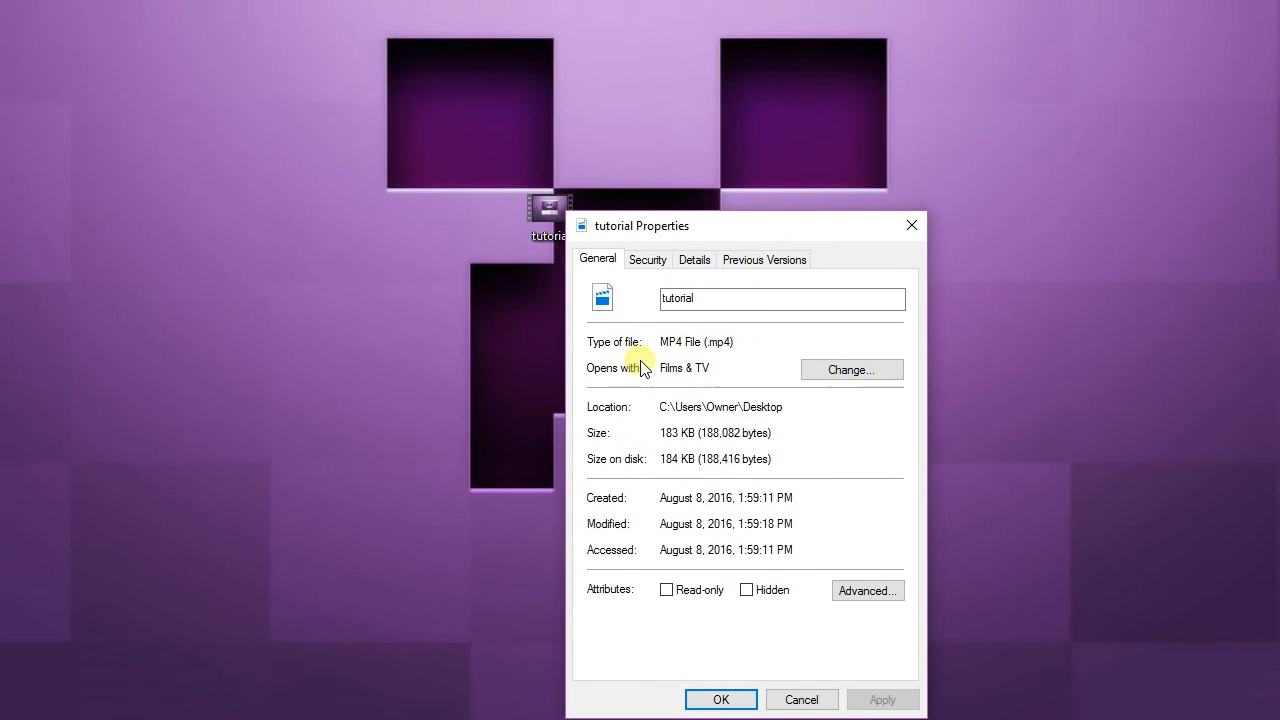 tutoria
tutorial Properties
General Security Details Previous Versions
tutorial
Type of file: MP4 File (.mp4)
Opens with Films & TV Change...
Location: C:\Users\Owner\Desktop
Size: 183 KB (188,082 bytes)
Size on disk: 184 KB (188,416 bytes)
Created: August 8, 2016, 1:59:11 PM
Modified: August 8, 2016, 1:59:18 PM
Accessed: August 8, 2016, 1:59:11 PM
Attributes: Read-only Hidden Advanced...
OK Cancel Apply